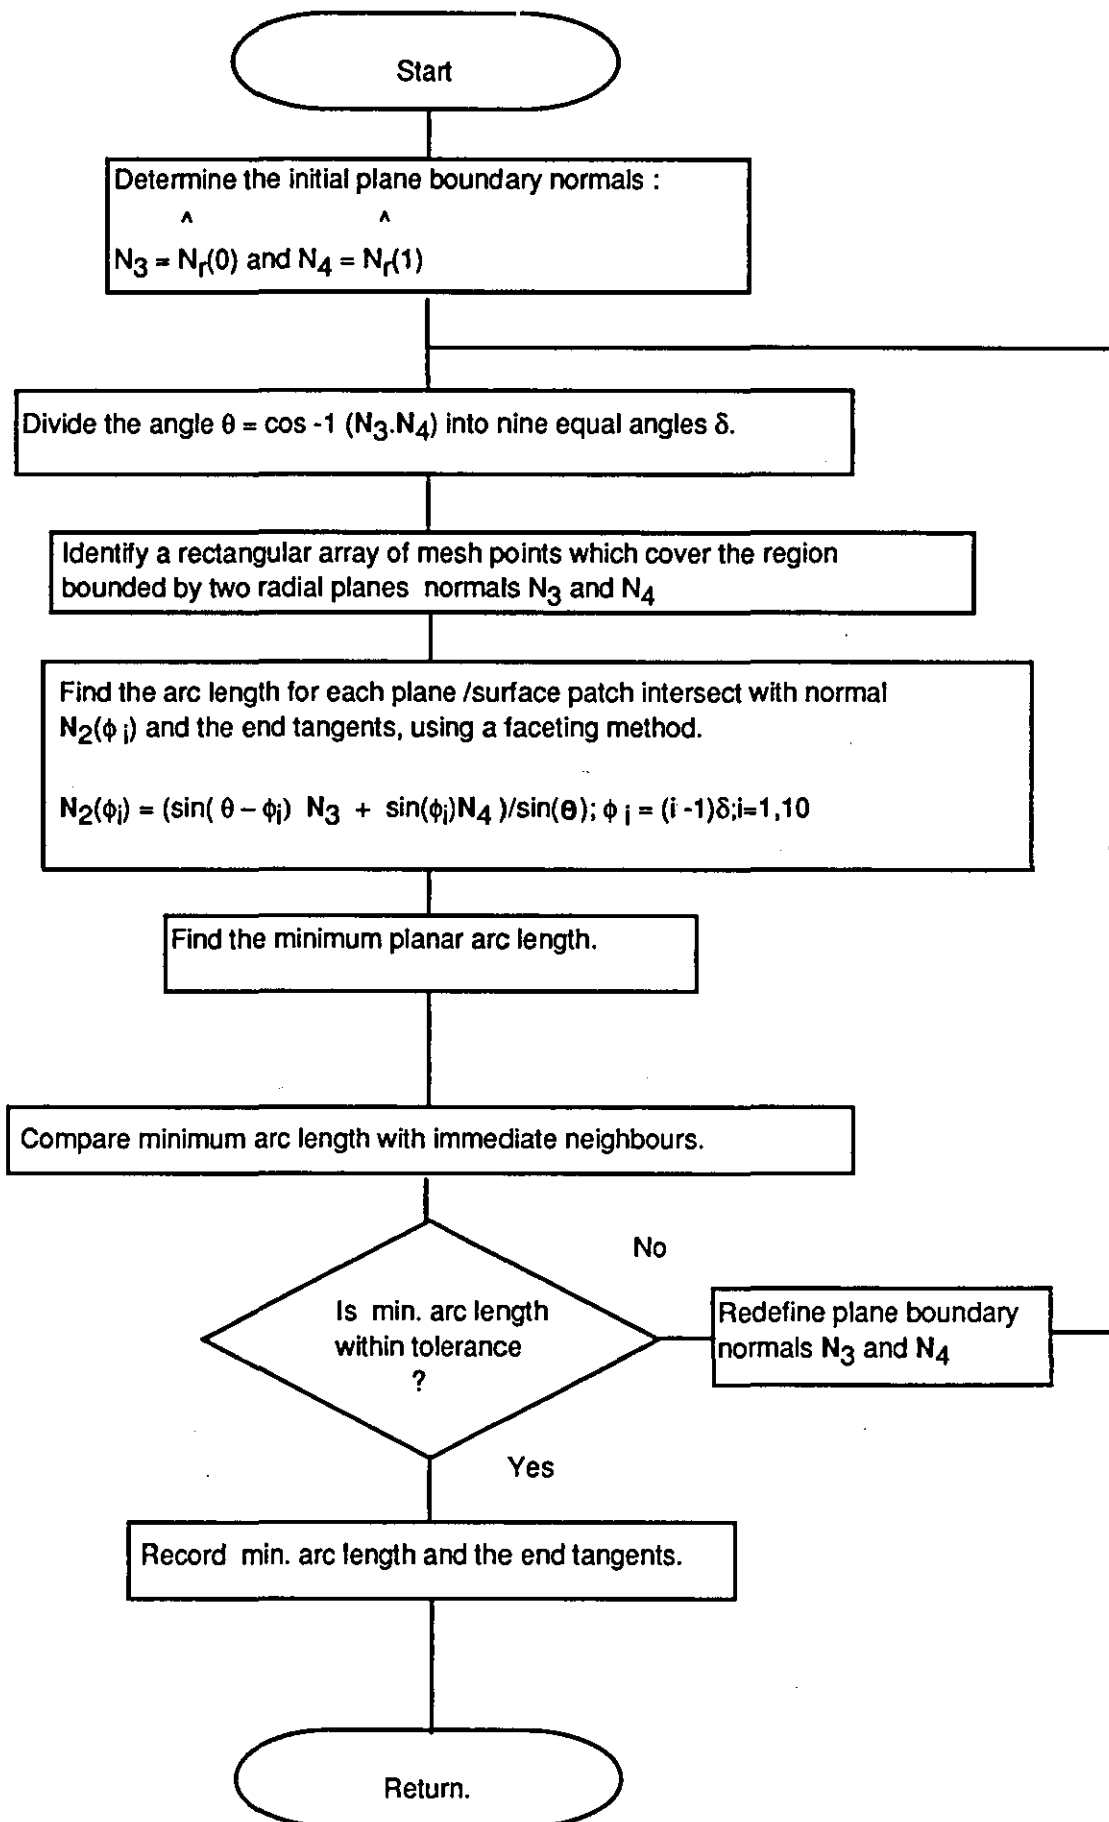 Start
Determine the initial plane boundary normals :
^ ^
N3 = Nr(0) and N4 = Nr(1)
Divide the angle θ = cos -1 (N3.N4) into nine equal angles δ.
Identify a rectangular array of mesh points which cover the region
bounded by two radial planes normals N3 and N4
Find the arc length for each plane /surface patch intersect with normal
N2(ϕ i) and the end tangents, using a faceting method.
N2(ϕi) = (sin( θ – ϕi) N3 + sin(ϕi)N4 )/sin(θ); ϕ i = (i -1)δ;i=1,10
Find the minimum planar arc length.
Compare minimum arc length with immediate neighbours.
No
Is min. arc length
within tolerance
?
Redefine plane boundary
normals N3 and N4
Yes
Record min. arc length and the end tangents.
Return.